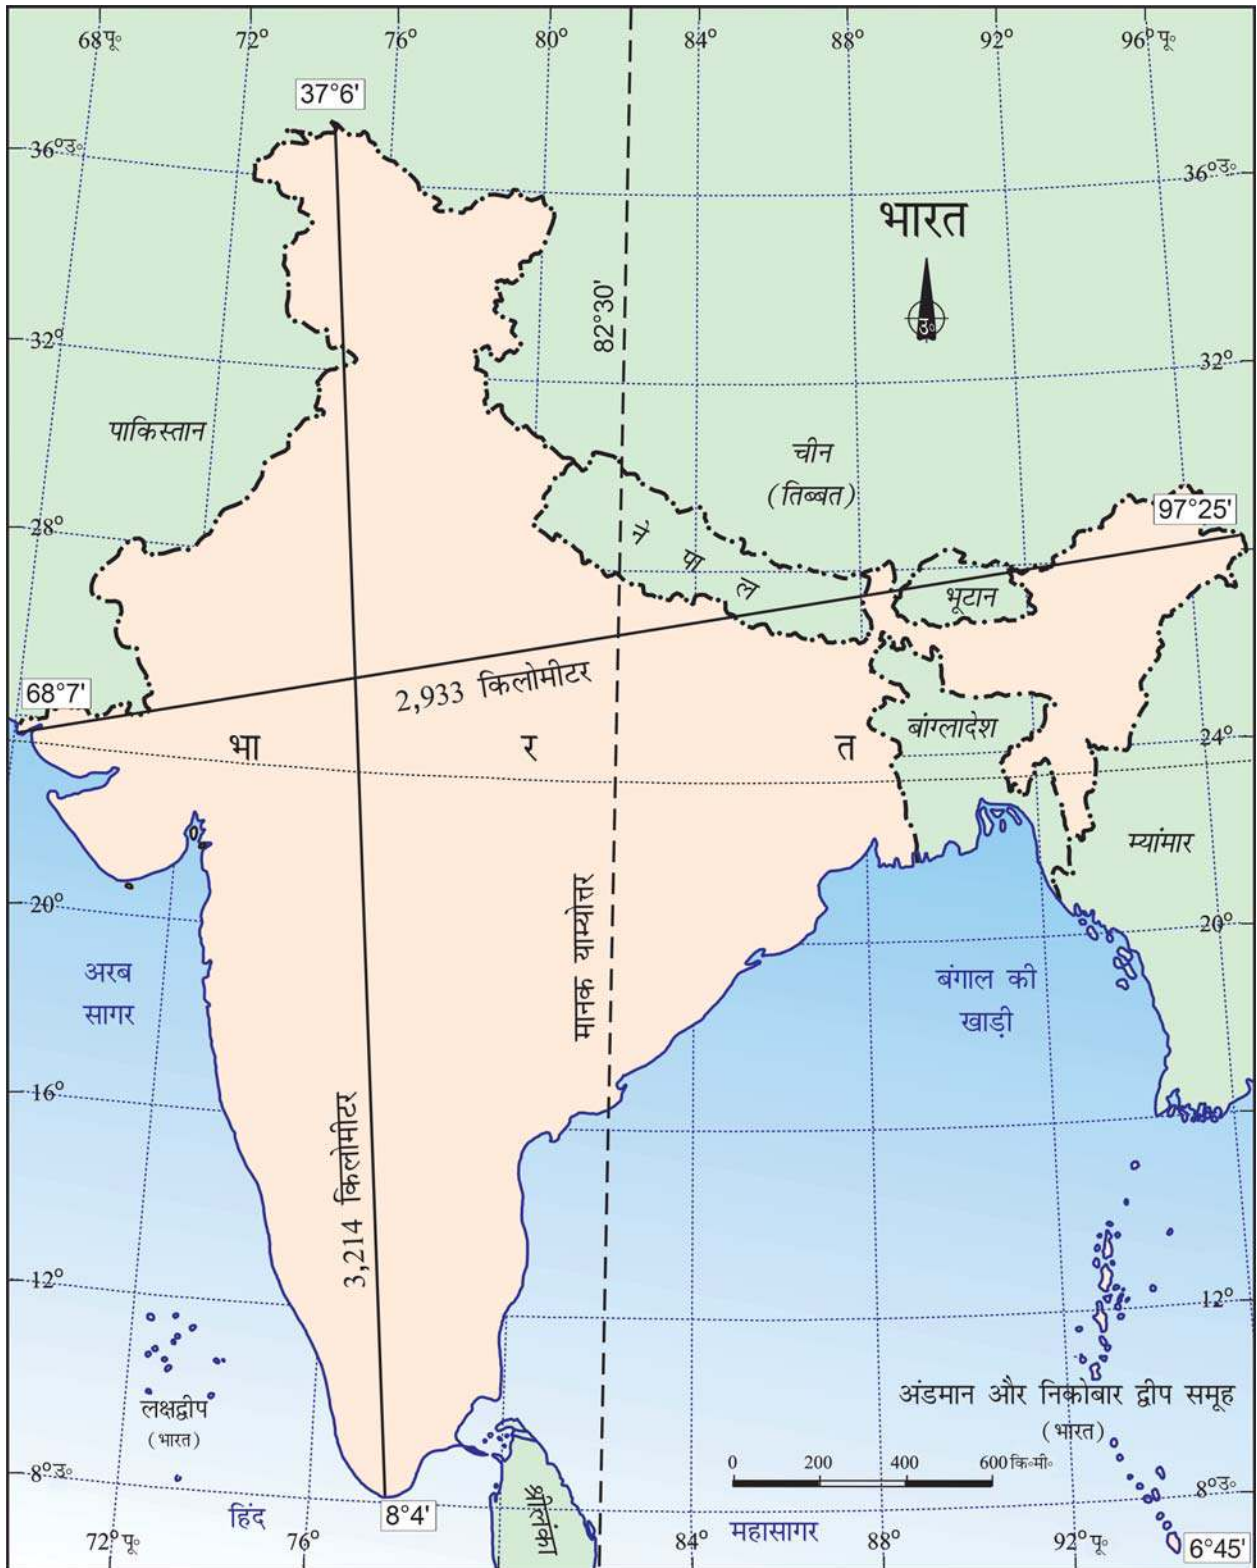 68°पू॰
72°
76°
80°
84°
88°
92°
96°पू॰
37°6'
36°उ॰
36°उ॰
भारत
उ॰
82°30'
32°
32°
पाकिस्तान
चीन
(तिब्बत)
97°25'
28°
नेपाल
भूटान
68°7'
2,933 किलोमीटर
बांग्लादेश
भा र त
24°
म्यांमार
मानक याम्योत्तर
20°
20°
अरब
सागर
बंगाल की
खाड़ी
16°
3,214 किलोमीटर
12°
12°
लक्षद्वीप
(भारत)
अंडमान और निकोबार द्वीप समूह
(भारत)
0 200 400 600 कि॰मी॰
8°उ॰
8°उ॰
श्रीलंका
8°4'
हिंद
महासागर
72°पू॰
76°
84°
88°
92°पू॰
6°45'